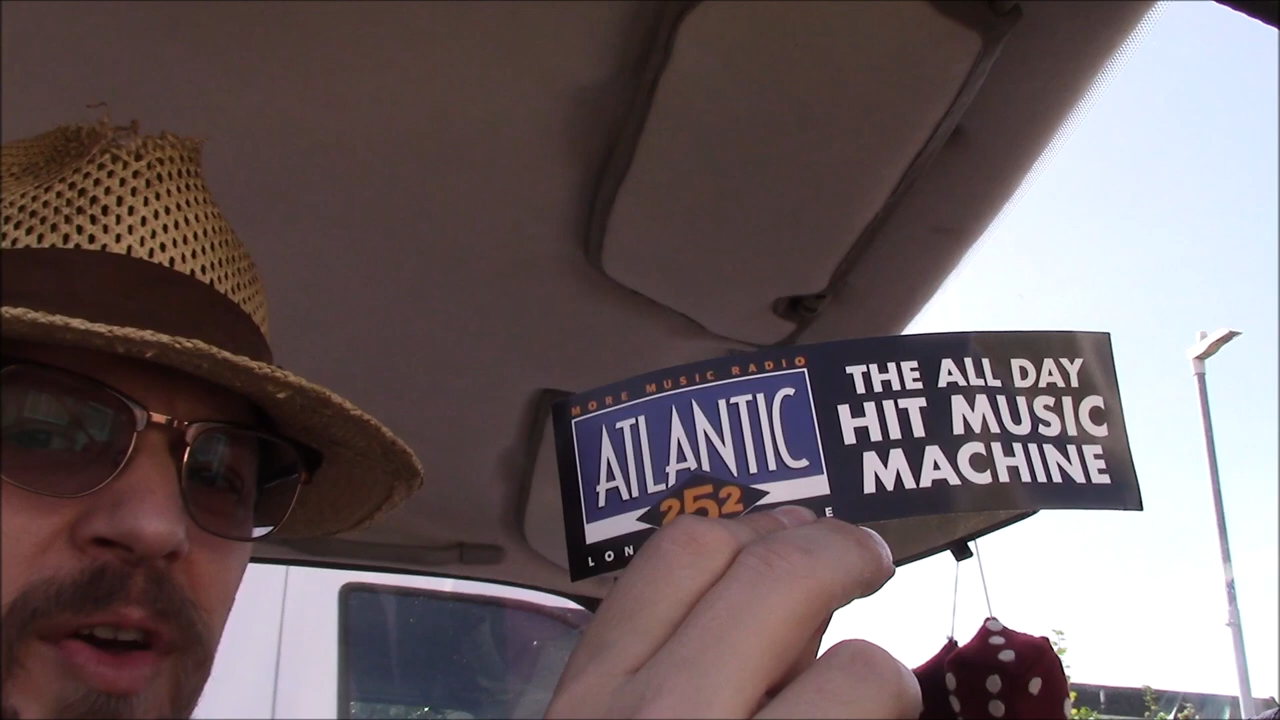 MORE MUSIC RADIO
ATLANTIC
252
THE ALL DAY
HIT MUSIC
MACHINE